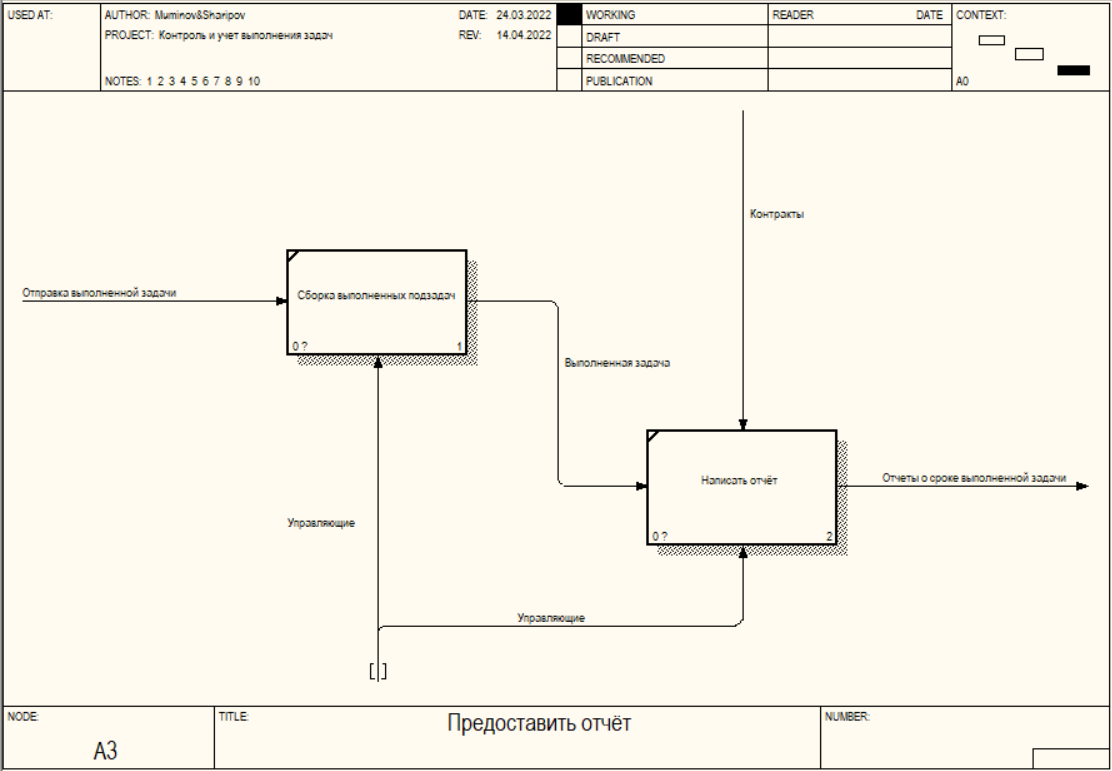 USED AT:
AUTHOR: Muminov&Sharipov
DATE: 24.03.2022
WORKING
READER
DATE
CONTEXT:
PROJECT: Контроль и учет выполнения задач
REV: 14.04.2022
DRAFT
RECOMMENDED
NOTES: 1 2 3 4 5 6 7 8 9 10
PUBLICATION
A0
Контракты
Отправка выполненной задачи
Сборка выполненных подзадач
0 ?
1
Выполненная задача
Написать отчёт
Отчеты о сроке выполненной задачи
0 ?
2
Управляющие
Управляющие
NODE:
TITLE:
NUMBER:
A3
Предоставить отчёт